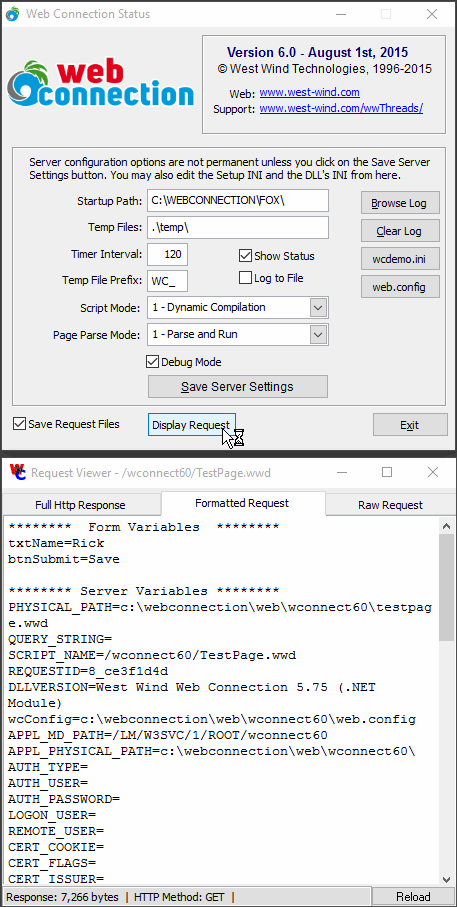 Web Connection Status
web
connection
Version 6.0 - August 1st, 2015
© West Wind Technologies, 1996-2015
Web: www.west-wind.com
Support: www.west-wind.com/wwThreads/
Server configuration options are not permanent unless you click on the Save Server
Settings button. You may also edit the Setup INI and the DLL's INI from here.
Startup Path: C:\WEBCONNECTION\FOX\ Browse Log
Temp Files: .\temp\ Clear Log
Timer Interval: 120 Show Status wcdemo.ini
Temp File Prefix: WC_ Log to File web.config
Script Mode: 1 - Dynamic Compilation
Page Parse Mode: 1 - Parse and Run
Debug Mode
Save Server Settings
Save Request Files Display Request Exit
Request Viewer - /wconnect60/TestPage.wwd
Full Http Response Formatted Request Raw Request
******** Form Variables ********
txtName=Rick
btnSubmit=Save
******** Server Variables ********
PHYSICAL_PATH=c:\webconnection\web\wconnect60\testpag
e.wwd
QUERY_STRING=
SCRIPT_NAME=/wconnect60/TestPage.wwd
REQUESTID=8_ce3f1d4d
DLLVERSION=West Wind Web Connection 5.75 (.NET
Module)
wcConfig=c:\webconnection\web\wconnect60\web.config
APPL_MD_PATH=/LM/W3SVC/1/ROOT/wconnect60
APPL_PHYSICAL_PATH=c:\webconnection\web\wconnect60\
AUTH_TYPE=
AUTH_USER=
AUTH_PASSWORD=
LOGON_USER=
REMOTE_USER=
CERT_COOKIE=
CERT_FLAGS=
CERT_ISSUER=
Response: 7,266 bytes | HTTP Method: GET | Reload